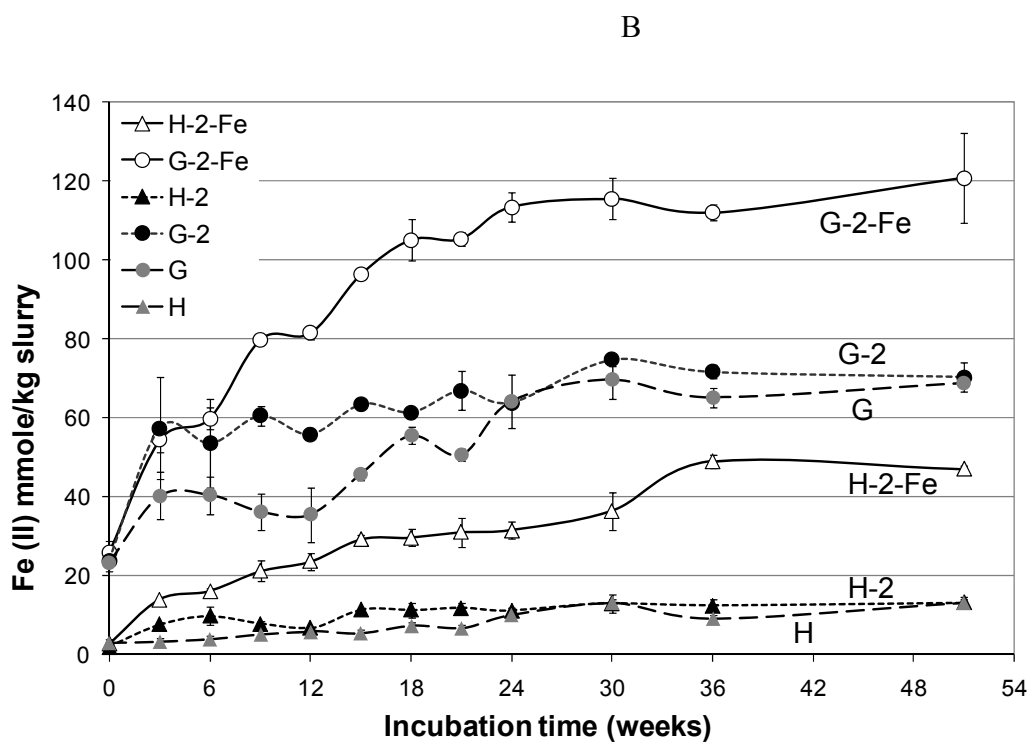 B
140
120
100
80
60
40
20
0
Fe (II) mmole/kg slurry
H-2-Fe
G-2-Fe
H-2
G-2
G
H
G-2-Fe
G-2
G
H-2-Fe
H-2
H
0 6 12 18 24 30 36 42 48 54
Incubation time (weeks)